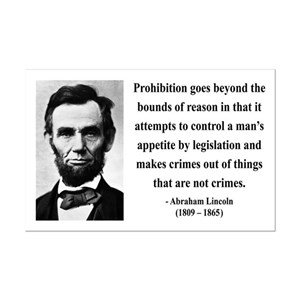 Prohibition goes beyond the
bounds of reason in that it
attempts to control a man's
appetite by legislation and
makes crimes out of things
that are not crimes.
- Abraham Lincoln
(1809 – 1865)